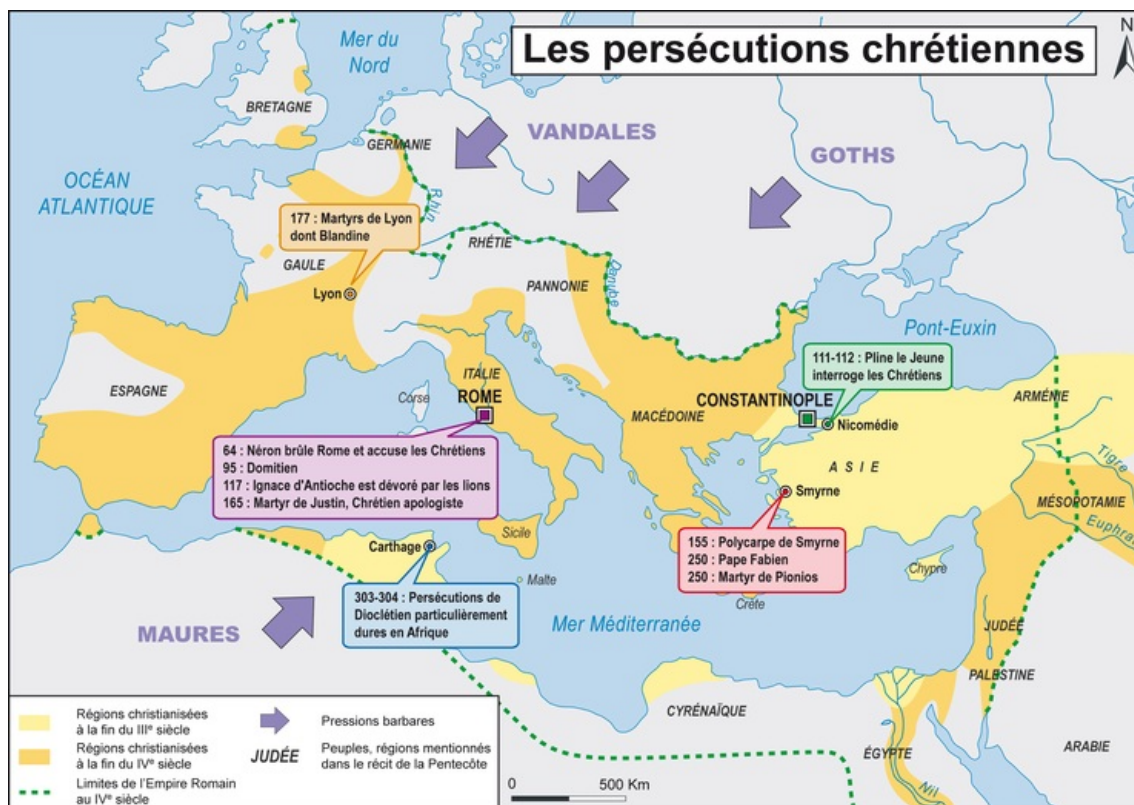 Les persécutions chrétiennes
N
Mer du
Nord
BRETAGNE
VANDALES
GERMANIE
GOTHS
OCÉAN
ATLANTIQUE
Rhin
177 : Martyrs de Lyon
dont Blandine
RHÉTIE
GAULE
Danube
PANNONIE
Lyon
Pont-Euxin
111-112 : Pline le Jeune
interroge les Chrétiens
ESPAGNE
ITALIE
Corse
ROME
CONSTANTINOPLE
ARMÉNIE
MACÉDOINE
Nicomédie
64 : Néron brûle Rome et accuse les Chrétiens
95 : Domitien
117 : Ignace d'Antioche est dévoré par les lions
165 : Martyr de Justin, Chrétien apologiste
ASIE
Tigre
Smyrne
MÉSOPOTAMIE
Euphra
Sicile
Carthage
155 : Polycarpe de Smyrne
250 : Pape Fabien
250 : Martyr de Pionios
Chypre
Malte
Crète
303-304 : Persécutions de
Dioclétien particulièrement
dures en Afrique
Mer Méditerranée
MAURES
JUDÉE
PALESTINE
CYRÉNAÏQUE
ÉGYPTE
ARABIE
Nil
Régions christianisées
à la fin du IIIe siècle
Régions christianisées
à la fin du IVe siècle
Limites de l'Empire Romain
au IVe siècle
Pressions barbares
JUDÉE
Peuples, régions mentionnés
dans le récit de la Pentecôte
0 500 Km